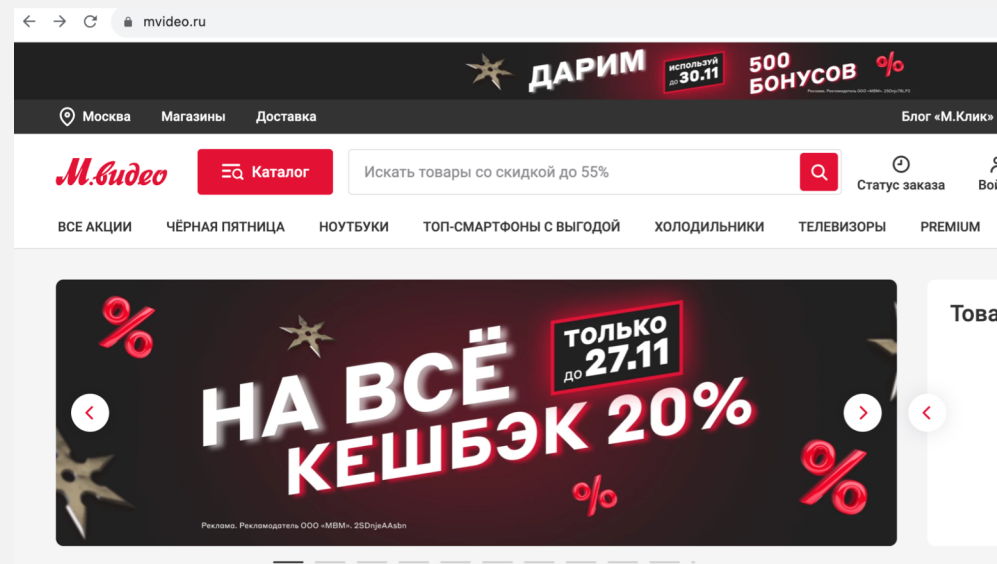 mvideo.ru
ДАРИМ
ИСПОЛЬЗУЙ
ДО 30.11
500
БОНУСОВ
Москва Магазины Доставка Блог «М.Клик»
М.видео
Каталог
Искать товары со скидкой до 55%
Статус заказа
ВСЕ АКЦИИ ЧЁРНАЯ ПЯТНИЦА НОУТБУКИ ТОП-СМАРТФОНЫ С ВЫГОДОЙ ХОЛОДИЛЬНИКИ ТЕЛЕВИЗОРЫ PREMIUM
%
НА ВСЁ
ТОЛЬКО
ДО 27.11
КЕШБЭК 20%
%
%
Реклама. Рекламодатель ООО «МВМ». 2SDnjeAAsbn
Това